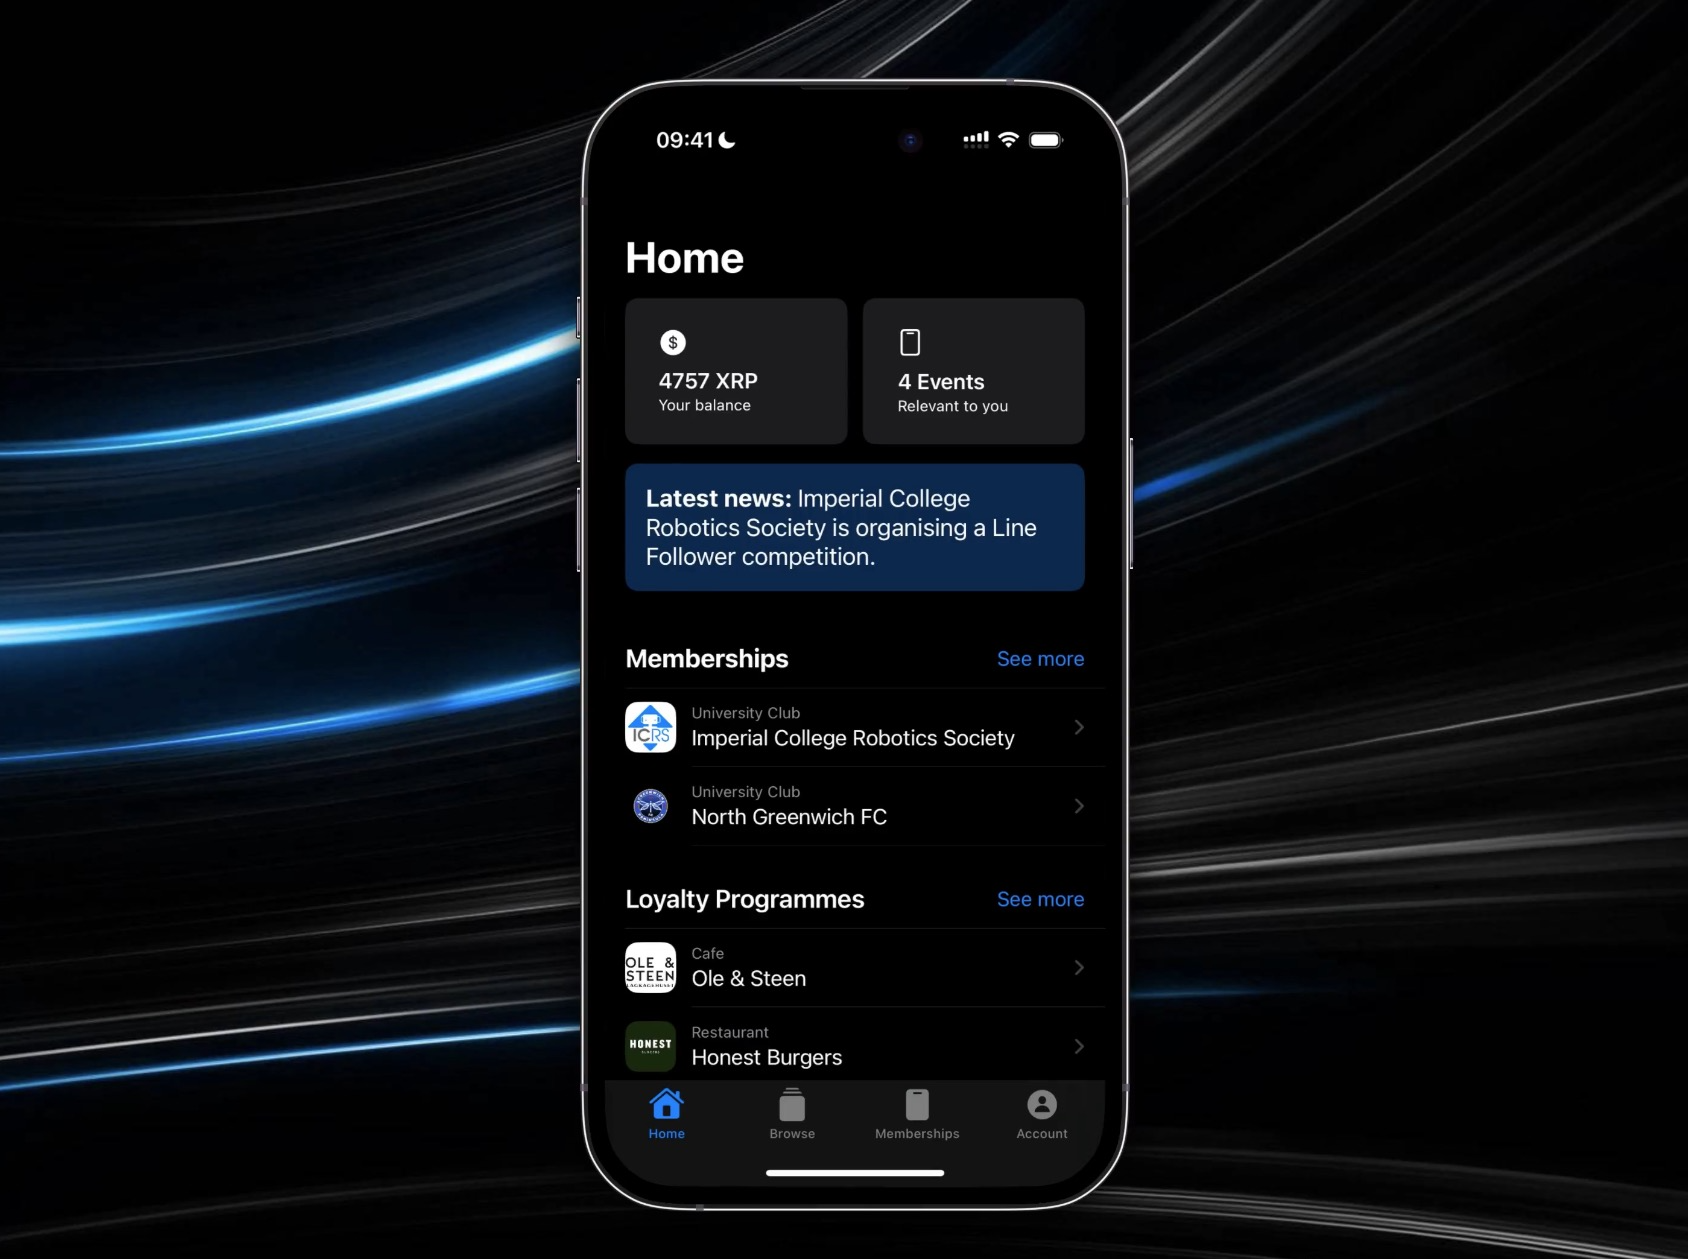 09:41
Home
$
4757 XRP
Your balance
4 Events
Relevant to you
Latest news: Imperial College
Robotics Society is organising a Line
Follower competition.
Memberships
See more
ICRS
University Club
Imperial College Robotics Society
University Club
North Greenwich FC
Loyalty Programmes
See more
OLE &
STEEN
Cafe
Ole & Steen
HONEST
Restaurant
Honest Burgers
Home
Browse
Memberships
Account